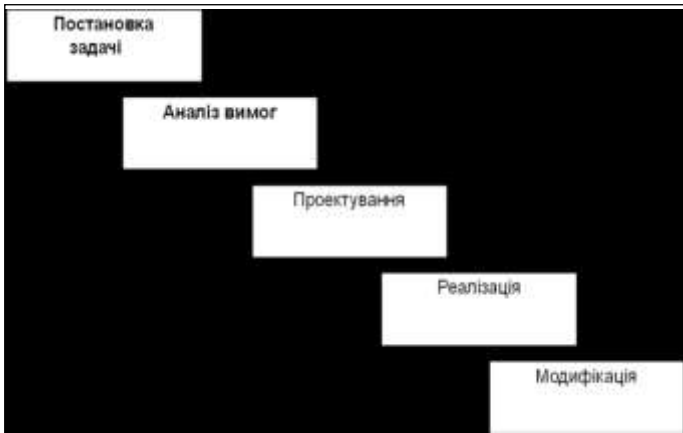 Постановка
задачі
Аналіз вимог
Проектування
Реалізація
Модифікація